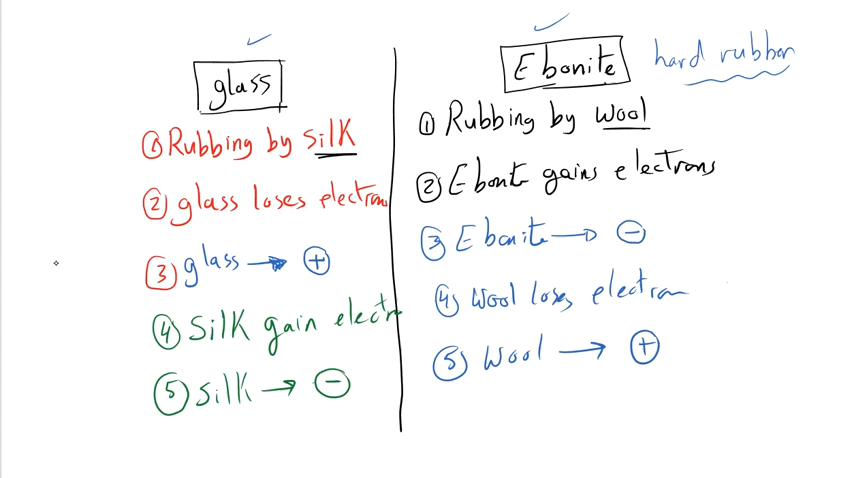 glass
① Rubbing by SilK
② glass loses electron
③ glass → ⊕
④ SilK gain electr
⑤ SilK → ⊖
Ebonite hard rubber
① Rubbing by wool
② Ebonite gains electrons
③ Ebonite → ⊖
④ Wool loses electron
⑤ Wool → ⊕